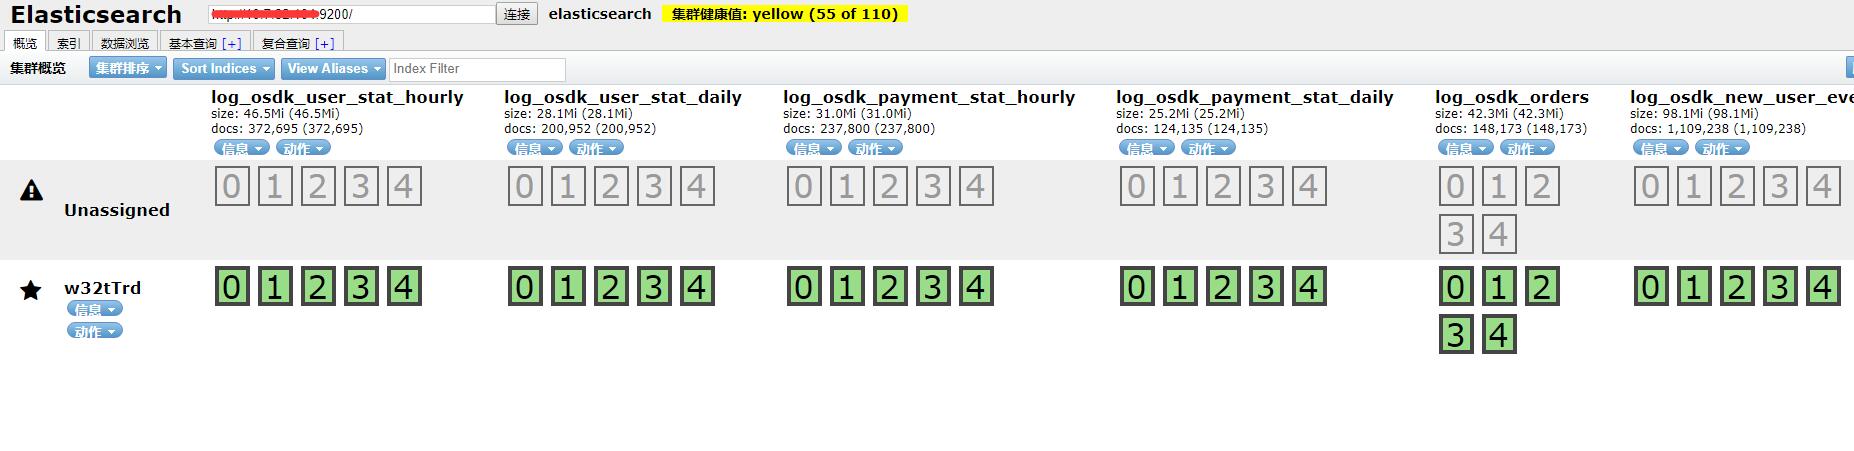 Elasticsearch
9200/
连接
elasticsearch
集群健康值: yellow (55 of 110)
概览
索引
数据浏览
基本查询 [+]
复合查询 [+]
集群概览
集群排序
Sort Indices
View Aliases
Index Filter
log_osdk_user_stat_hourly
size: 46.5Mi (46.5Mi)
docs: 372,695 (372,695)
信息 动作
log_osdk_user_stat_daily
size: 28.1Mi (28.1Mi)
docs: 200,952 (200,952)
信息 动作
log_osdk_payment_stat_hourly
size: 31.0Mi (31.0Mi)
docs: 237,800 (237,800)
信息 动作
log_osdk_payment_stat_daily
size: 25.2Mi (25.2Mi)
docs: 124,135 (124,135)
信息 动作
log_osdk_orders
size: 42.3Mi (42.3Mi)
docs: 148,173 (148,173)
信息 动作
log_osdk_new_user_eve
size: 98.1Mi (98.1Mi)
docs: 1,109,238 (1,109,238)
信息 动作
Unassigned
0 1 2 3 4
0 1 2 3 4
0 1 2 3 4
0 1 2 3 4
0 1 2
3 4
0 1 2 3 4
w32tTrd
信息
动作
0 1 2 3 4
0 1 2 3 4
0 1 2 3 4
0 1 2 3 4
0 1 2
3 4
0 1 2 3 4